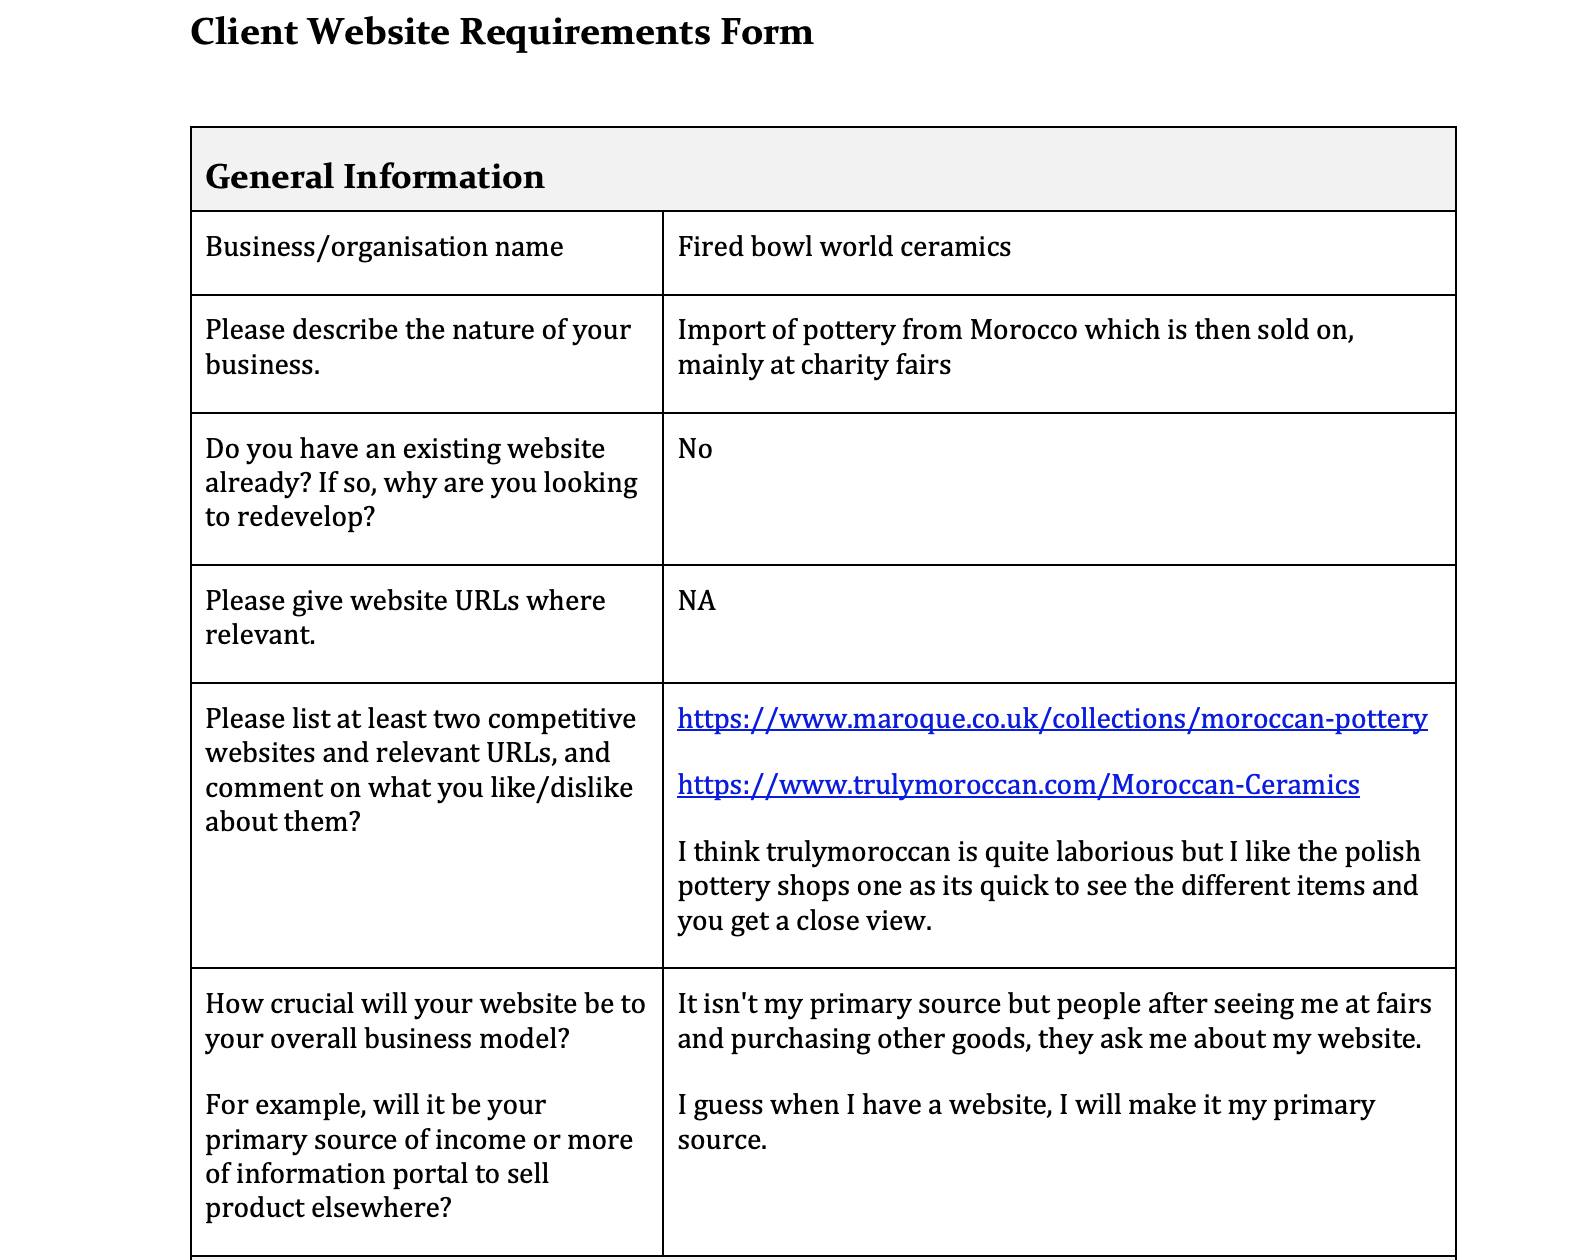 Client Website Requirements Form
General Information
Business/organisation name
Fired bowl world ceramics
Please describe the nature of your
business.
Import of pottery from Morocco which is then sold on,
mainly at charity fairs
Do you have an existing website
already? If so, why are you looking
to redevelop?
No
Please give website URLs where
relevant.
NA
Please list at least two competitive
websites and relevant URLs, and
comment on what you like/dislike
about them?
https://www.maroque.co.uk/collections/moroccan-pottery
https://www.trulymoroccan.com/Moroccan-Ceramics
I think trulymoroccan is quite laborious but I like the polish
pottery shops one as its quick to see the different items and
you get a close view.
How crucial will your website be to
your overall business model?
For example, will it be your
primary source of income or more
of information portal to sell
product elsewhere?
It isn't my primary source but people after seeing me at fairs
and purchasing other goods, they ask me about my website.
I guess when I have a website, I will make it my primary
source.